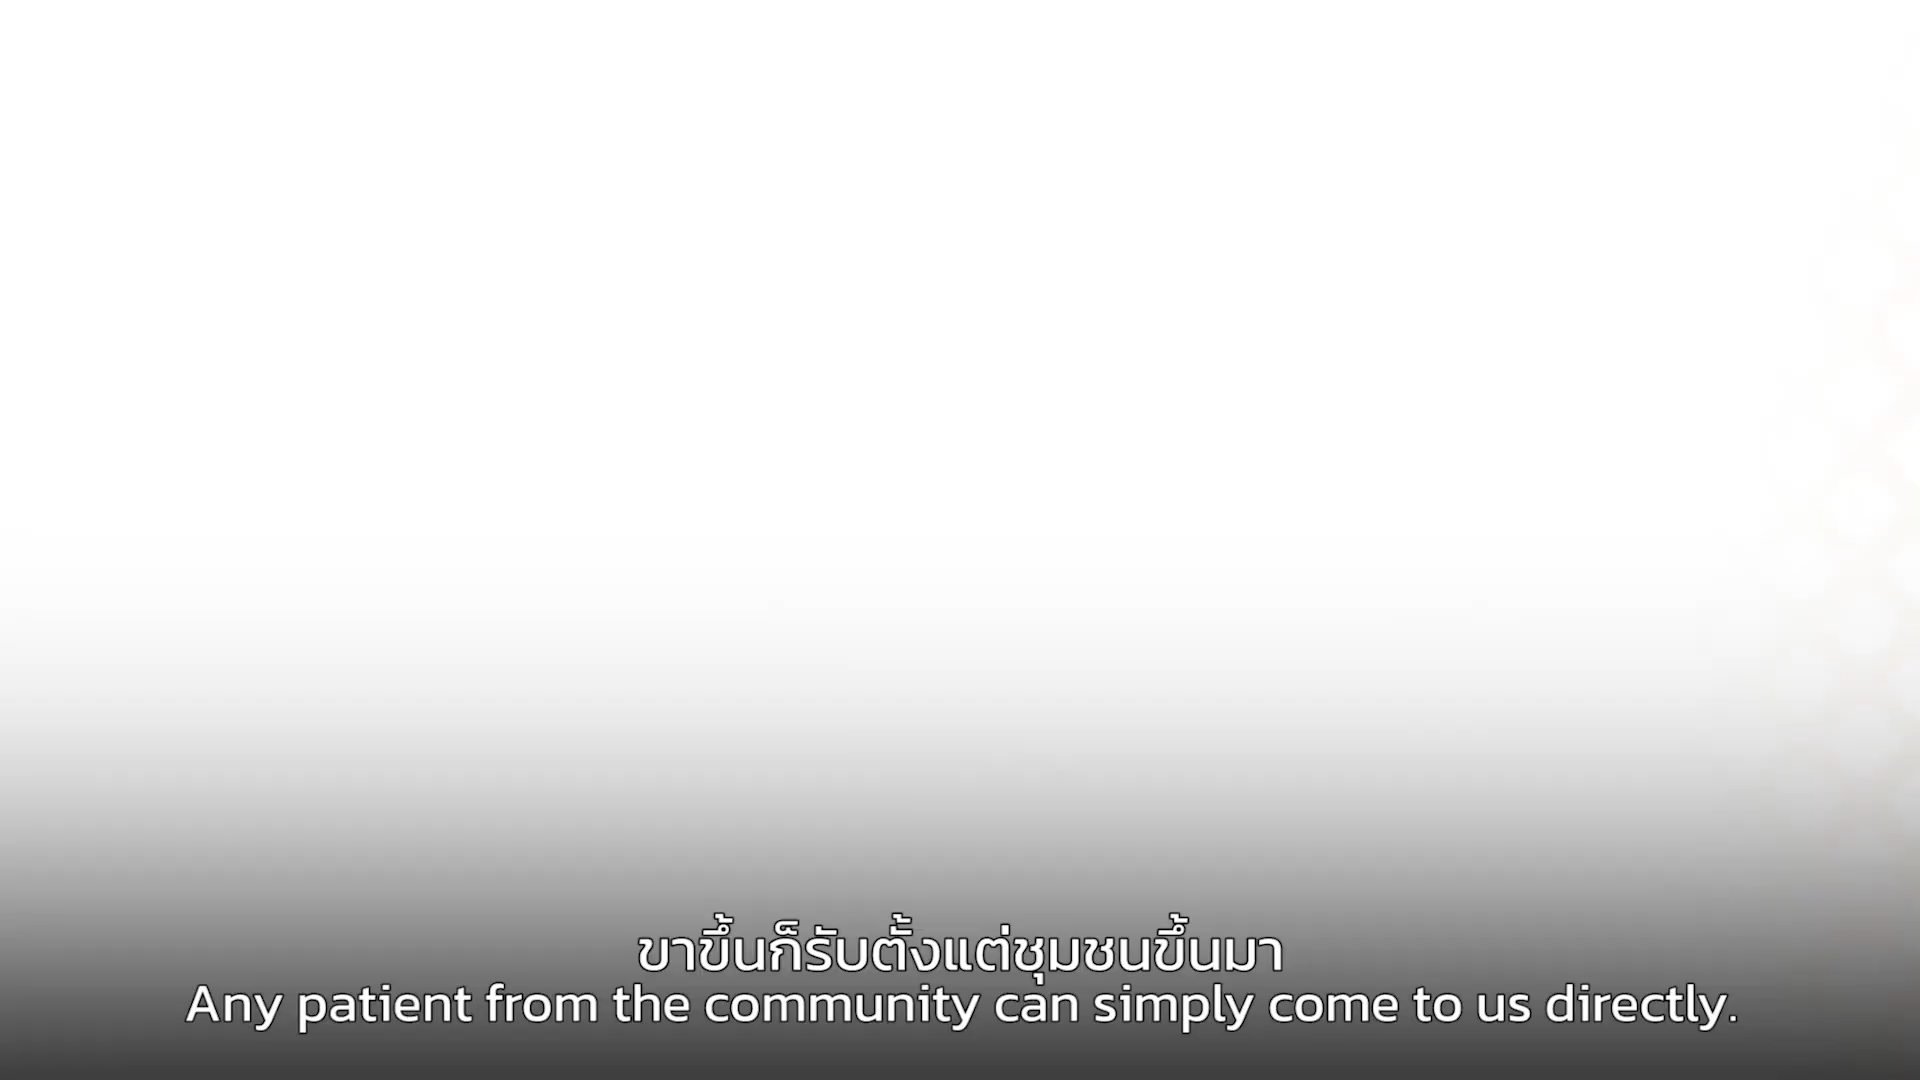 ขาขึ้นก็รับตั้งแต่ชุมชนขึ้นมา
Any patient from the community can simply come to us directly.